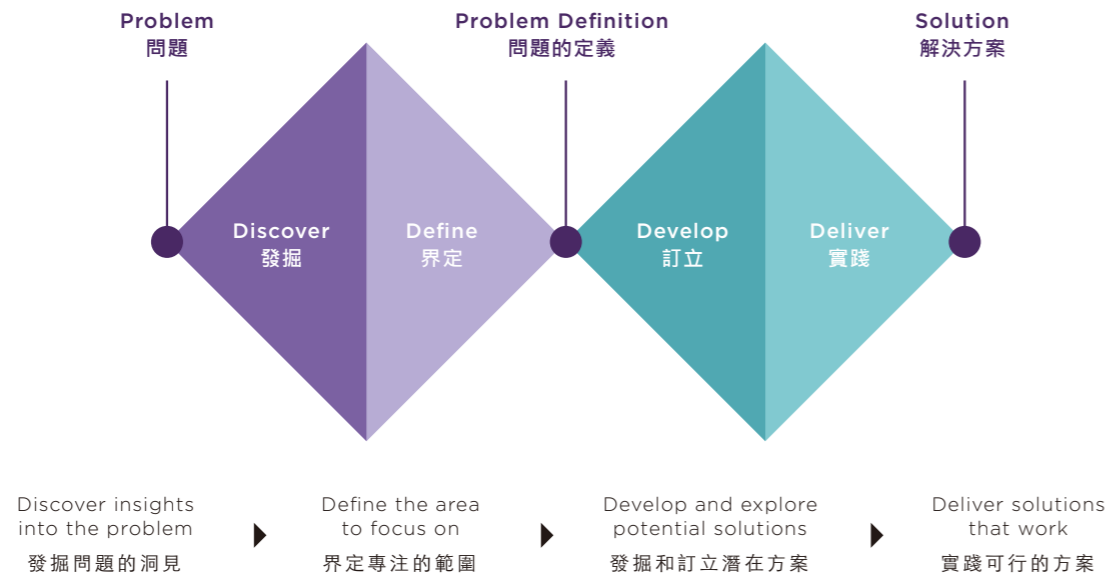 Problem
問題
Problem Definition
問題的定義
Solution
解決方案
Discover
發掘
Define
界定
Develop
訂立
Deliver
實踐
Discover insights
into the problem
發掘問題的洞見
Define the area
to focus on
界定專注的範圍
Develop and explore
potential solutions
發掘和訂立潛在方案
Deliver solutions
that work
實踐可行的方案